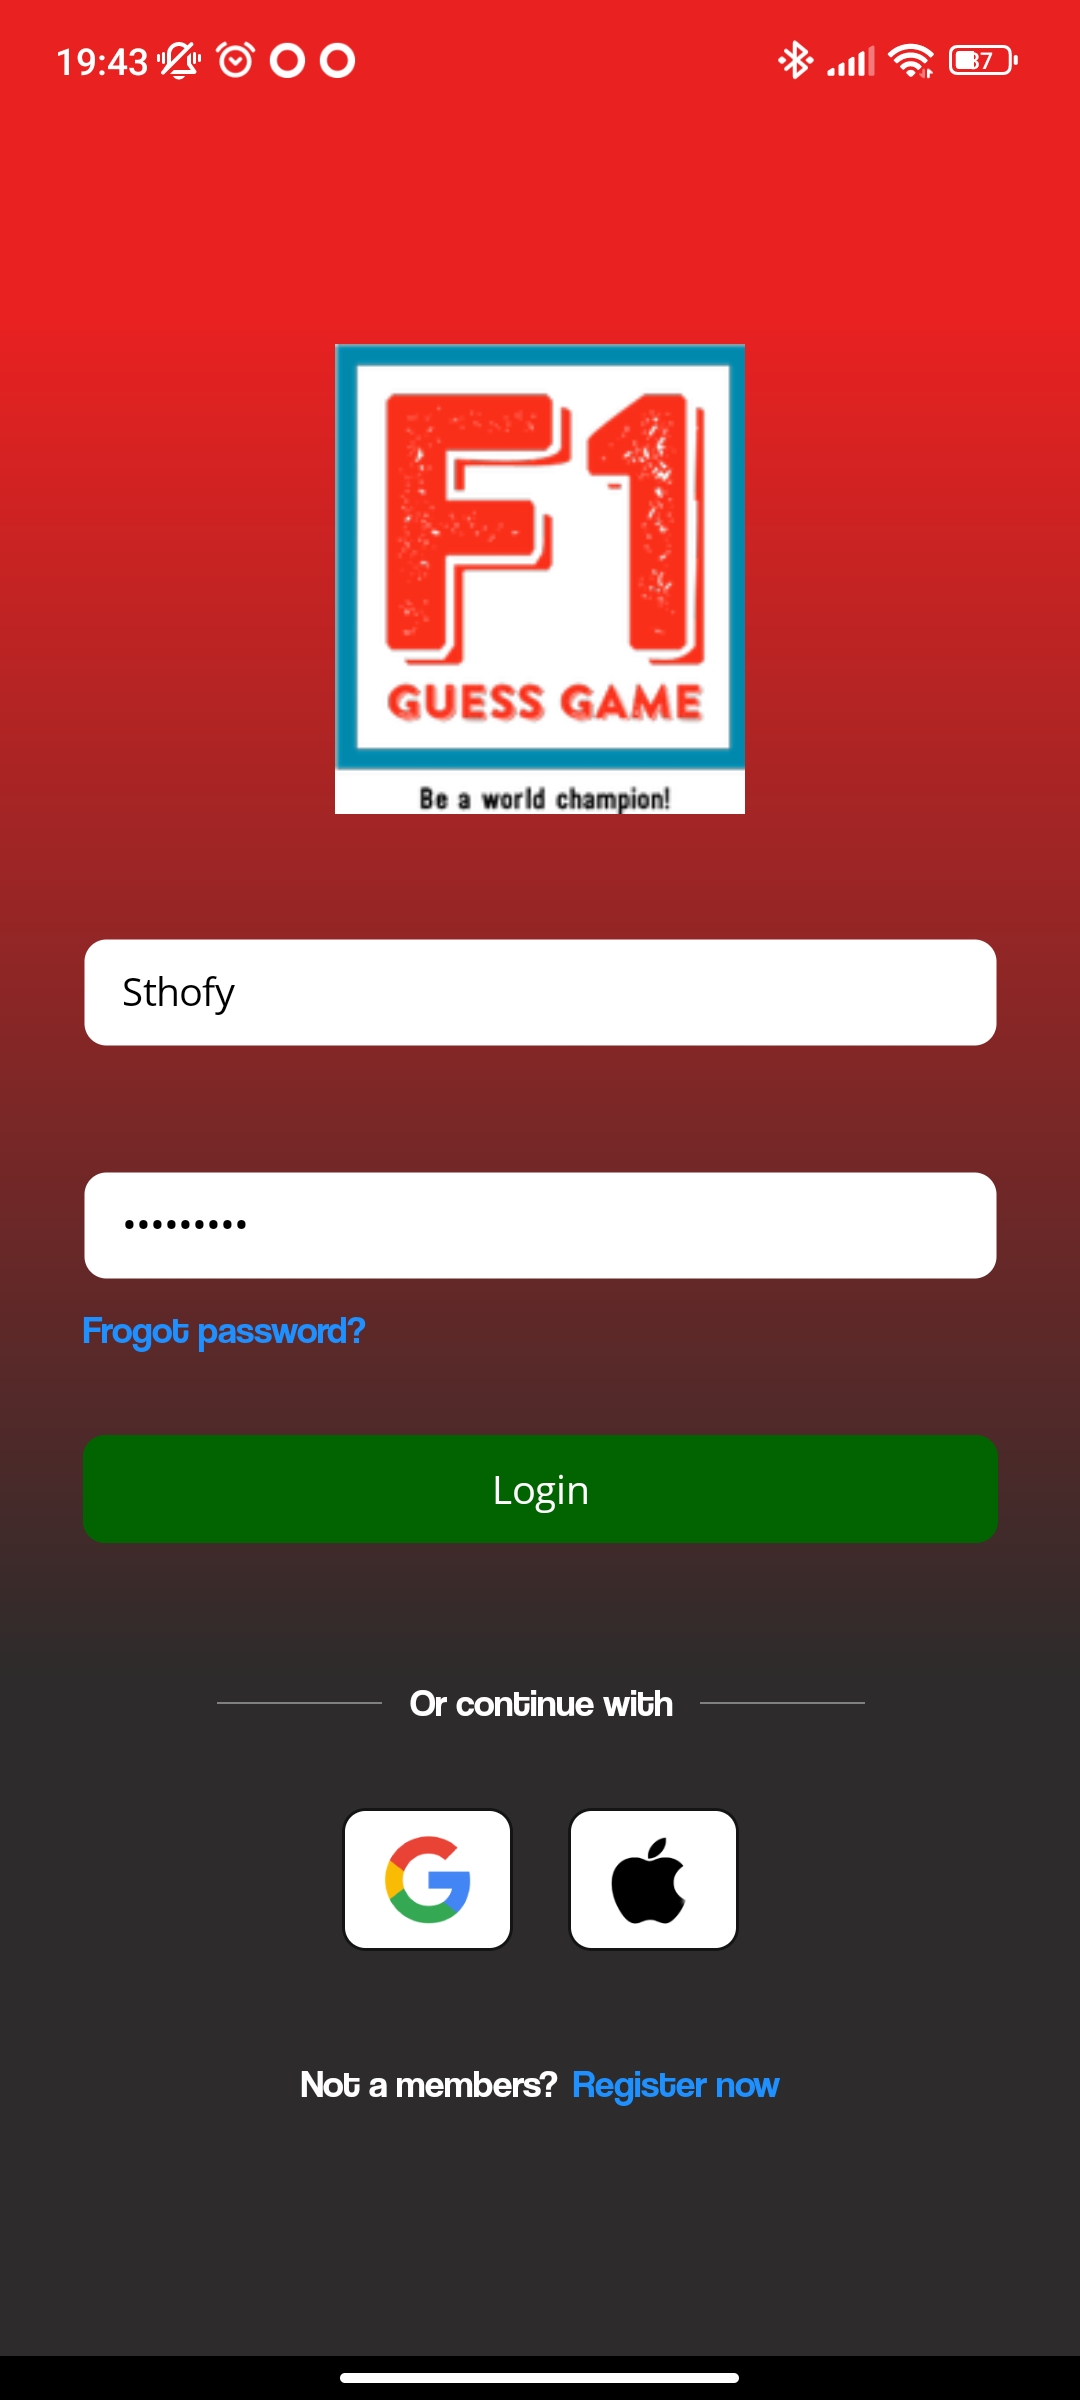 19:43
37
F1
GUESS GAME
Be a world champion!
Sthofy
•••••••••
Frogot password?
Login
Or continue with
Not a members? Register now